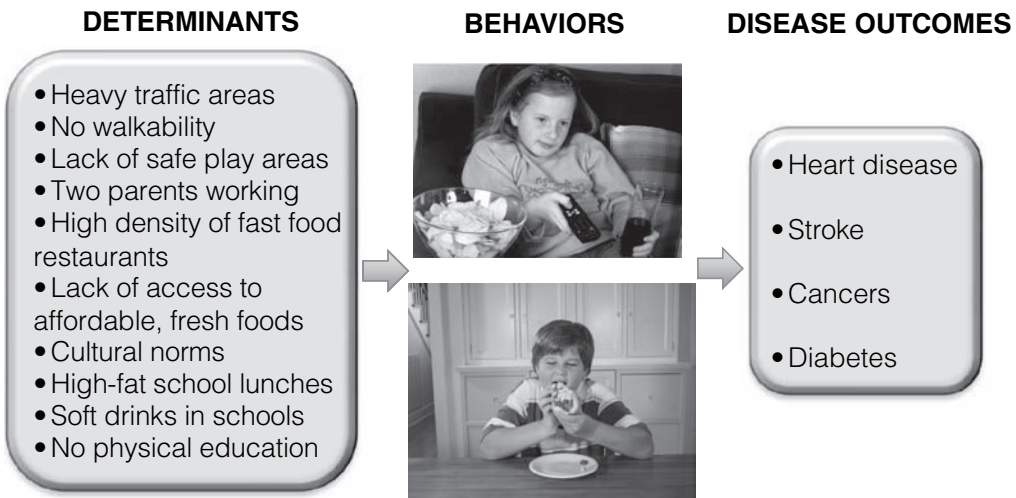 DETERMINANTS
BEHAVIORS
DISEASE OUTCOMES
• Heavy traffic areas
• No walkability
• Lack of safe play areas
• Two parents working
• High density of fast food
restaurants
• Lack of access to
affordable, fresh foods
• Cultural norms
• High-fat school lunches
• Soft drinks in schools
• No physical education
• Heart disease
• Stroke
• Cancers
• Diabetes